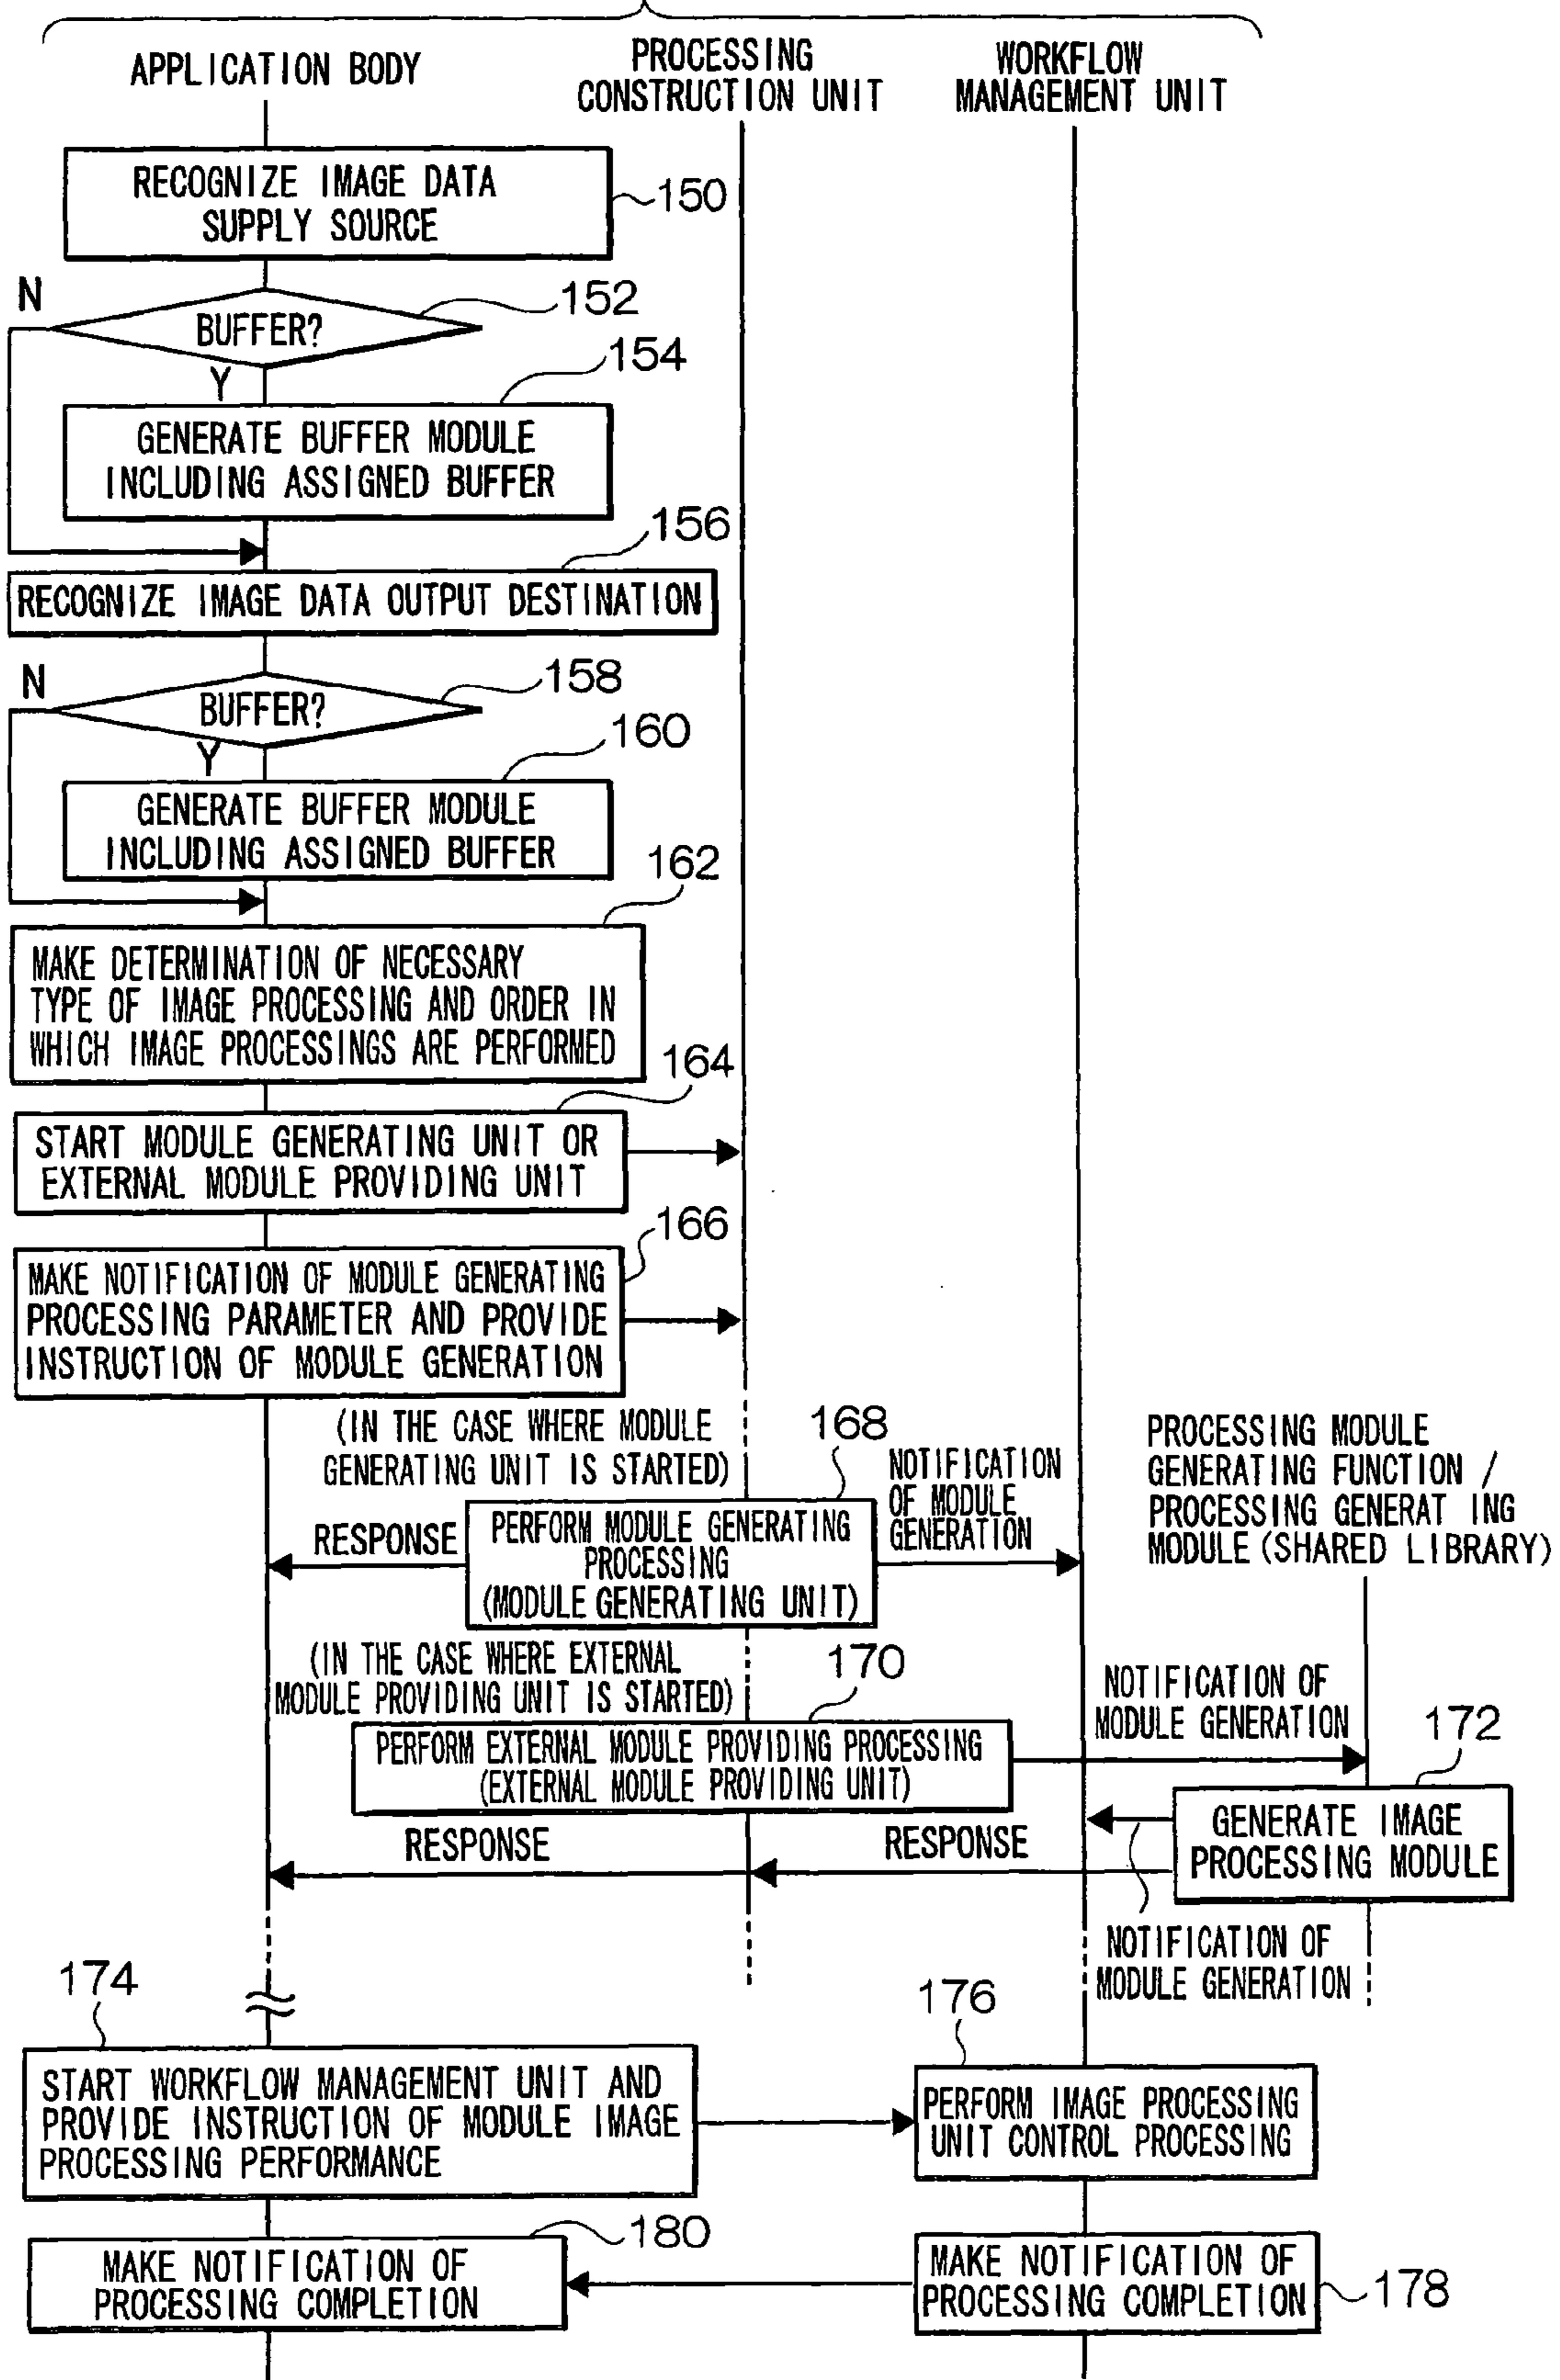 APPLICATION BODY
PROCESSING
CONSTRUCTION UNIT
WORKFLOW
MANAGEMENT UNIT
RECOGNIZE IMAGE DATA
SUPPLY SOURCE
150
N
BUFFER?
152
Y
154
GENERATE BUFFER MODULE
INCLUDING ASSIGNED BUFFER
156
RECOGNIZE IMAGE DATA OUTPUT DESTINATION
N
BUFFER?
158
Y
160
GENERATE BUFFER MODULE
INCLUDING ASSIGNED BUFFER
162
MAKE DETERMINATION OF NECESSARY
TYPE OF IMAGE PROCESSING AND ORDER IN
WHICH IMAGE PROCESSINGS ARE PERFORMED
164
START MODULE GENERATING UNIT OR
EXTERNAL MODULE PROVIDING UNIT
166
MAKE NOTIFICATION OF MODULE GENERATING
PROCESSING PARAMETER AND PROVIDE
INSTRUCTION OF MODULE GENERATION
(IN THE CASE WHERE MODULE
GENERATING UNIT IS STARTED)
168
NOTIFICATION
OF MODULE
GENERATION
PROCESSING MODULE
GENERATING FUNCTION /
PROCESSING GENERAT ING
MODULE (SHARED LIBRARY)
RESPONSE
PERFORM MODULE GENERATING
PROCESSING
(MODULE GENERATING UNIT)
(IN THE CASE WHERE EXTERNAL
MODULE PROVIDING UNIT IS STARTED)
170
NOTIFICATION OF
MODULE GENERATION
172
PERFORM EXTERNAL MODULE PROVIDING PROCESSING
(EXTERNAL MODULE PROVIDING UNIT)
GENERATE IMAGE
PROCESSING MODULE
RESPONSE
RESPONSE
NOTIFICATION OF
MODULE GENERATION
174
176
START WORKFLOW MANAGEMENT UNIT AND
PROVIDE INSTRUCTION OF MODULE IMAGE
PROCESSING PERFORMANCE
PERFORM IMAGE PROCESSING
UNIT CONTROL PROCESSING
180
MAKE NOTIFICATION OF
PROCESSING COMPLETION
MAKE NOTIFICATION OF
PROCESSING COMPLETION
178